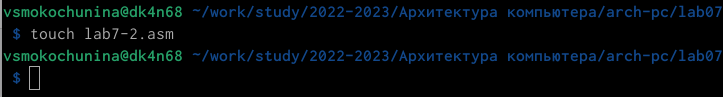 vsmokochunina@dk4n68 ~/work/study/2022-2023/Архитектура компьютера/arch-pc/lab07
$ touch lab7-2.asm
vsmokochunina@dk4n68 ~/work/study/2022-2023/Архитектура компьютера/arch-pc/lab07
$